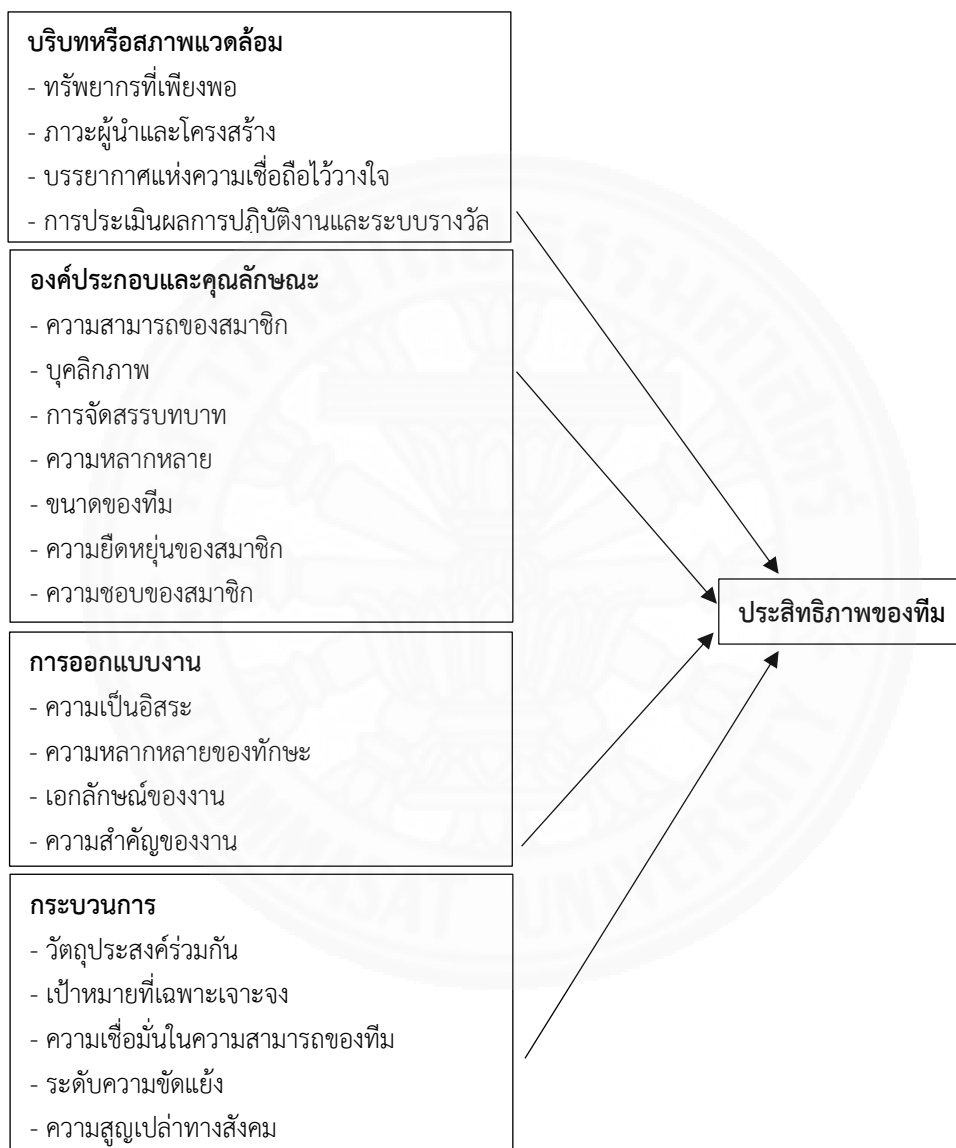 บริบทหรือสภาพแวดล้อม
- ทรัพยากรที่เพียงพอ
- ภาวะผู้นำและโครงสร้าง
- บรรยากาศแห่งความเชื่อถือไว้วางใจ
- การประเมินผลการปฏิบัติงานและระบบรางวัล
องค์ประกอบและคุณลักษณะ
- ความสามารถของสมาชิก
- บุคลิกภาพ
- การจัดสรรบทบาท
- ความหลากหลาย
- ขนาดของทีม
- ความยืดหยุ่นของสมาชิก
- ความชอบของสมาชิก
การออกแบบงาน
- ความเป็นอิสระ
- ความหลากหลายของทักษะ
- เอกลักษณ์ของงาน
- ความสำคัญของงาน
กระบวนการ
- วัตถุประสงค์ร่วมกัน
- เป้าหมายที่เฉพาะเจาะจง
- ความเชื่อมั่นในความสามารถของทีม
- ระดับความขัดแย้ง
- ความสูญเปล่าทางสังคม
ประสิทธิภาพของทีม
THAMMASAT UNIVERSITY